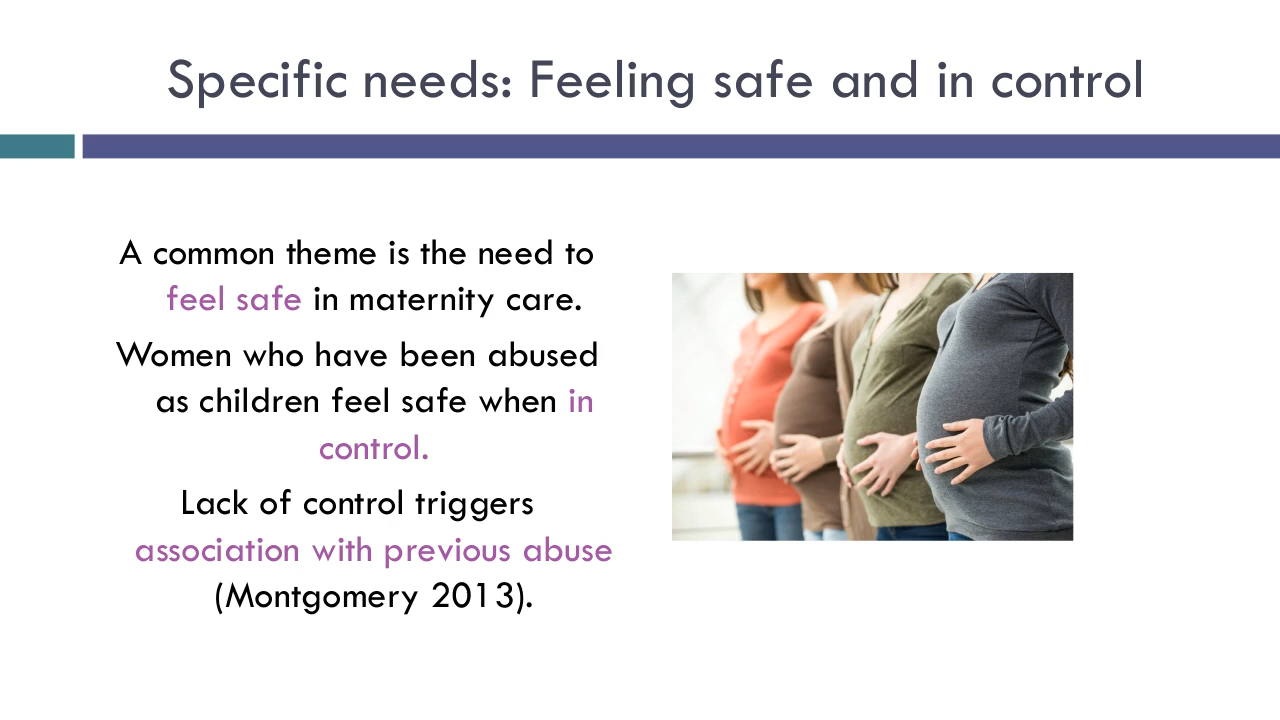 Specific needs: Feeling safe and in control
A common theme is the need to
feel safe in maternity care.
Women who have been abused
as children feel safe when in
control.
Lack of control triggers
association with previous abuse
(Montgomery 2013).